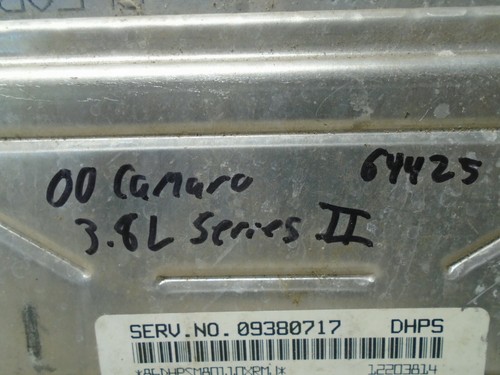 00 Camaro 64425
3.8L Series II
SERV.NO. 09380717 DHPS
12203814